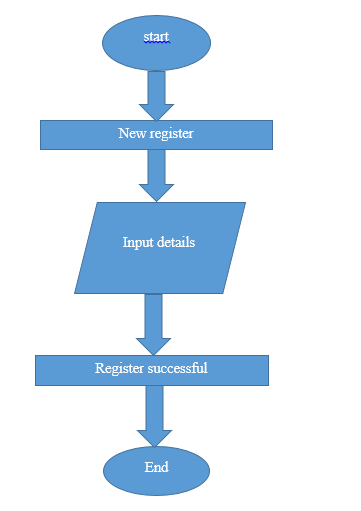 start
New register
Input details
Register successful
End